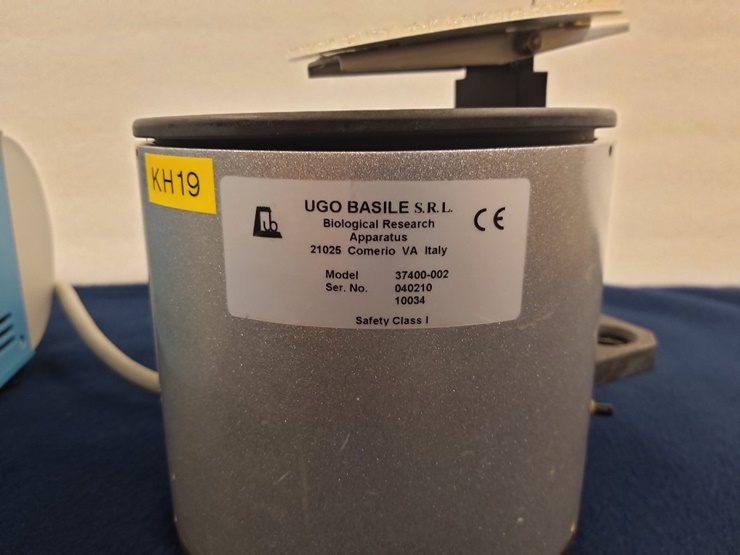 KH19
UGO BASILE S.R.L.
Biological Research
Apparatus
21025 Comerio VA Italy
Model 37400-002
Ser. No. 040210
10034
Safety Class I
UB
CE